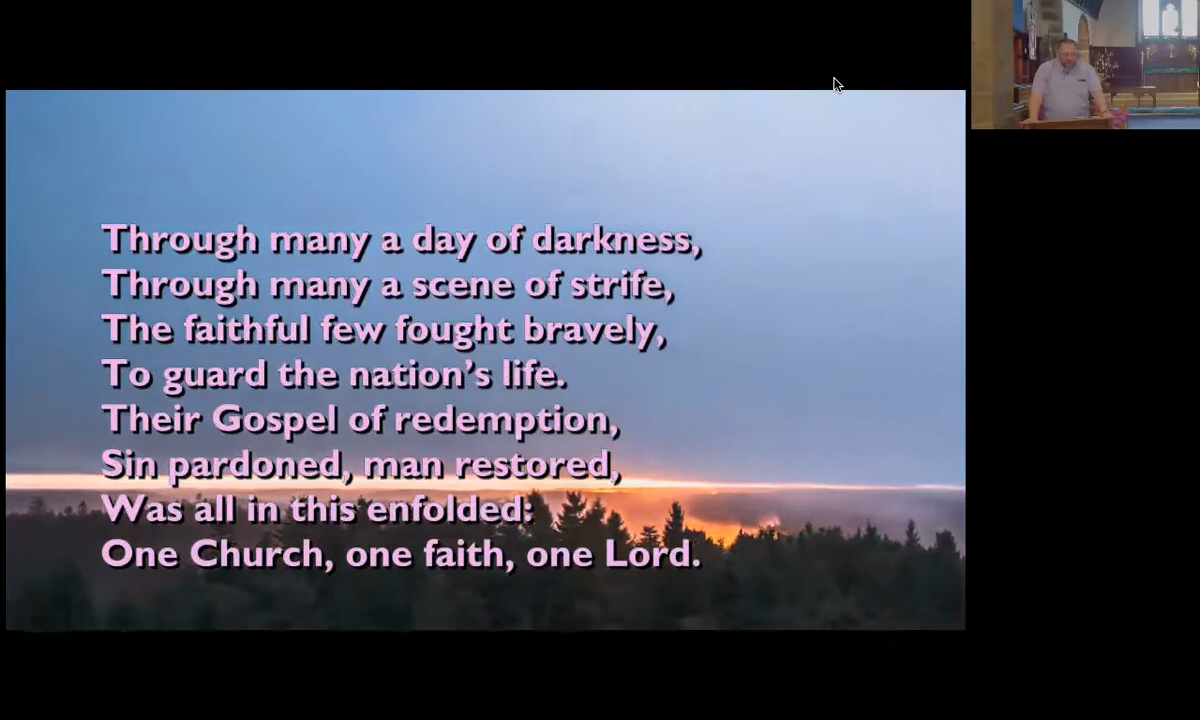 Through many a day of darkness,
Through many a scene of strife,
The faithful few fought bravely,
To guard the nation's life.
Their Gospel of redemption,
Sin pardoned, man restored,
Was all in this enfolded:
One Church, one faith, one Lord.